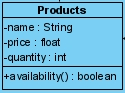 Products
-name : String
-price : float
-quantity : int
+availability() : boolean